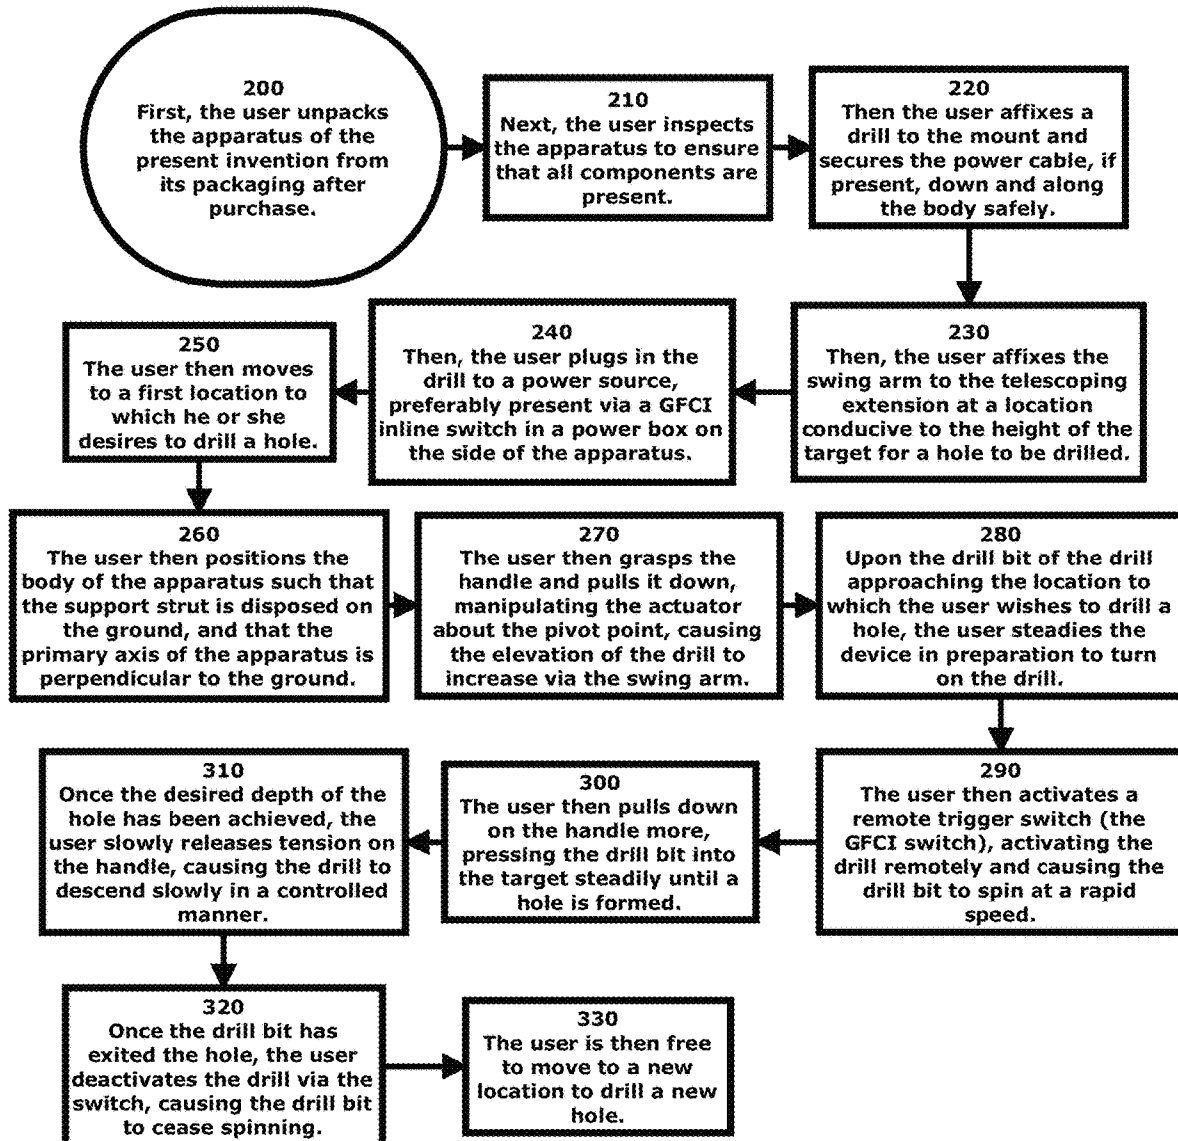 200
First, the user unpacks
the apparatus of the
present invention from
its packaging after
purchase.
210
Next, the user inspects
the apparatus to ensure
that all components are
present.
220
Then the user affixes a
drill to the mount and
secures the power cable, if
present, down and along
the body safely.
230
Then, the user affixes the
swing arm to the telescoping
extension at a location
conducive to the height of the
target for a hole to be drilled.
240
Then, the user plugs in the
drill to a power source,
preferably present via a GFCI
inline switch in a power box on
the side of the apparatus.
250
The user then moves
to a first location to
which he or she
desires to drill a hole.
260
The user then positions the
body of the apparatus such that
the support strut is disposed on
the ground, and that the
primary axis of the apparatus is
perpendicular to the ground.
270
The user then grasps the
handle and pulls it down,
manipulating the actuator
about the pivot point, causing
the elevation of the drill to
increase via the swing arm.
280
Upon the drill bit of the drill
approaching the location to
which the user wishes to drill a
hole, the user steadies the
device in preparation to turn
on the drill.
290
The user then activates a
remote trigger switch (the
GFCI switch), activating the
drill remotely and causing the
drill bit to spin at a rapid
speed.
300
The user then pulls down
on the handle more,
pressing the drill bit into
the target steadily until a
hole is formed.
310
Once the desired depth of the
hole has been achieved, the
user slowly releases tension on
the handle, causing the drill to
descend slowly in a controlled
manner.
320
Once the drill bit has
exited the hole, the user
deactivates the drill via the
switch, causing the drill bit
to cease spinning.
330
The user is then free
to move to a new
location to drill a new
hole.